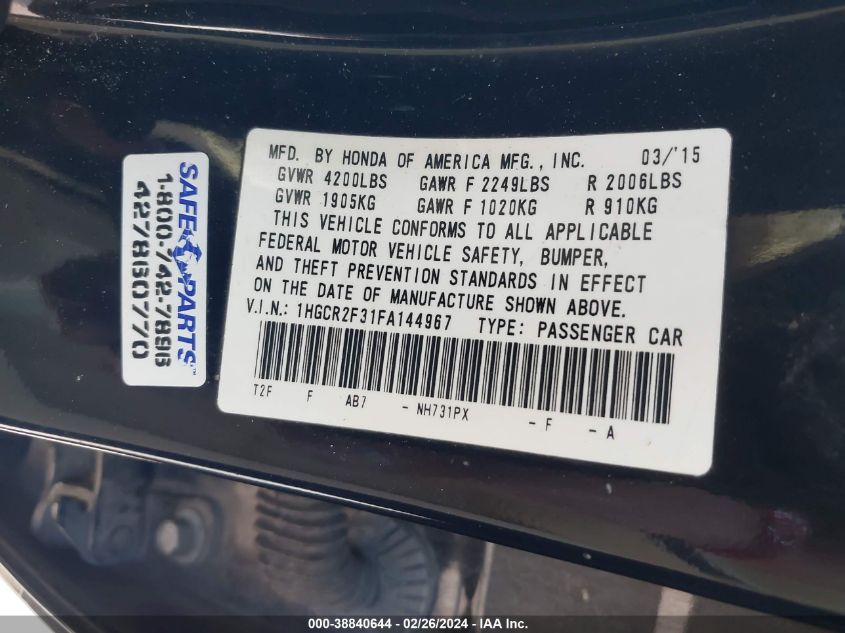 MFD. BY HONDA OF AMERICA MFG., INC. 03/'15
GVWR 4200LBS GAWR F 2249LBS R 2006LBS
GVWR 1905KG GAWR F 1020KG R 910KG
THIS VEHICLE CONFORMS TO ALL APPLICABLE
FEDERAL MOTOR VEHICLE SAFETY, BUMPER,
AND THEFT PREVENTION STANDARDS IN EFFECT
ON THE DATE OF MANUFACTURE SHOWN ABOVE.
V.I.N.: 1HGCR2F31FA144967 TYPE: PASSENGER CAR
T2F F AB7 - NH731PX - F - A
SAFE PARTS™
1-800-742-7896
427860770
000-38840644 - 02/26/2024 - IAA Inc.